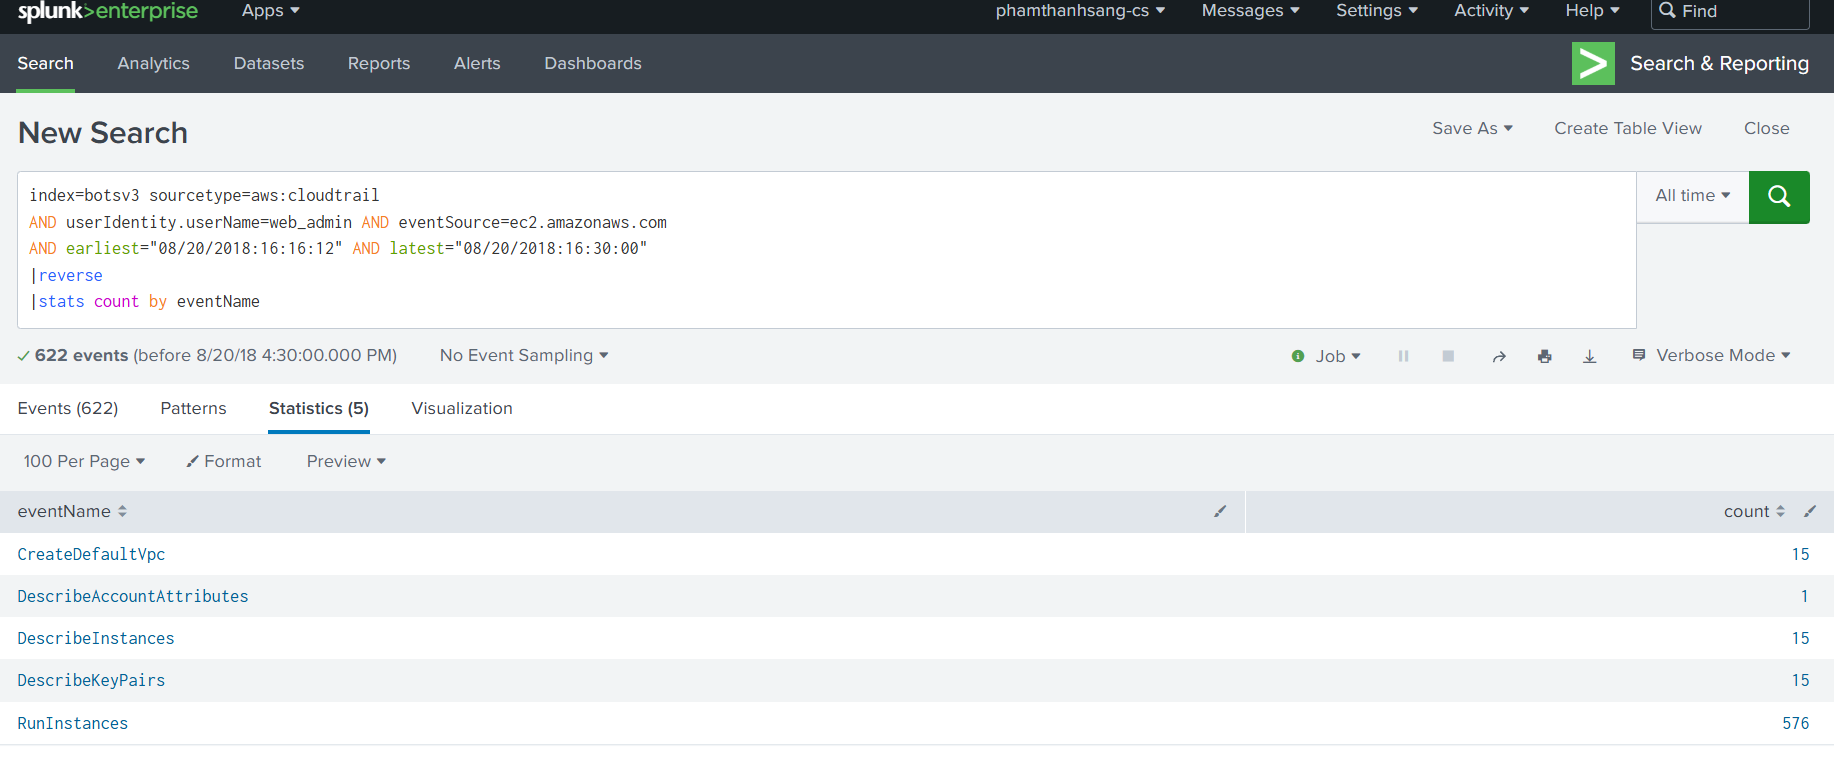 splunk>enterprise Apps phamthanhsang-cs Messages Settings Activity Help Find
Search Analytics Datasets Reports Alerts Dashboards Search & Reporting
New Search Save As Create Table View Close
index=botsv3 sourcetype=aws:cloudtrail All time
AND userIdentity.userName=web_admin AND eventSource=ec2.amazonaws.com
AND earliest="08/20/2018:16:16:12" AND latest="08/20/2018:16:30:00"
|reverse
|stats count by eventName
622 events (before 8/20/18 4:30:00.000 PM) No Event Sampling Job Verbose Mode
Events (622) Patterns Statistics (5) Visualization
100 Per Page Format Preview
eventName count
CreateDefaultVpc 15
DescribeAccountAttributes 1
DescribeInstances 15
DescribeKeyPairs 15
RunInstances 576